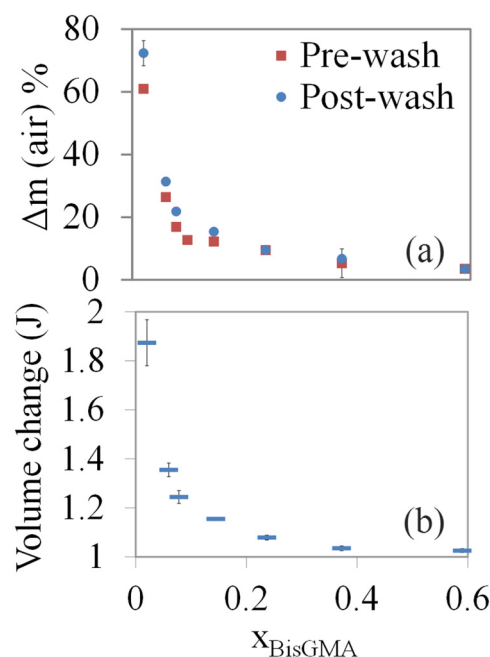 80
60
40
20
0
Δm (air) %
Pre-wash
Post-wash
(a)
2
1.8
1.6
1.4
1.2
1
Volume change (J)
(b)
0
0.2
0.4
0.6
xBisGMA